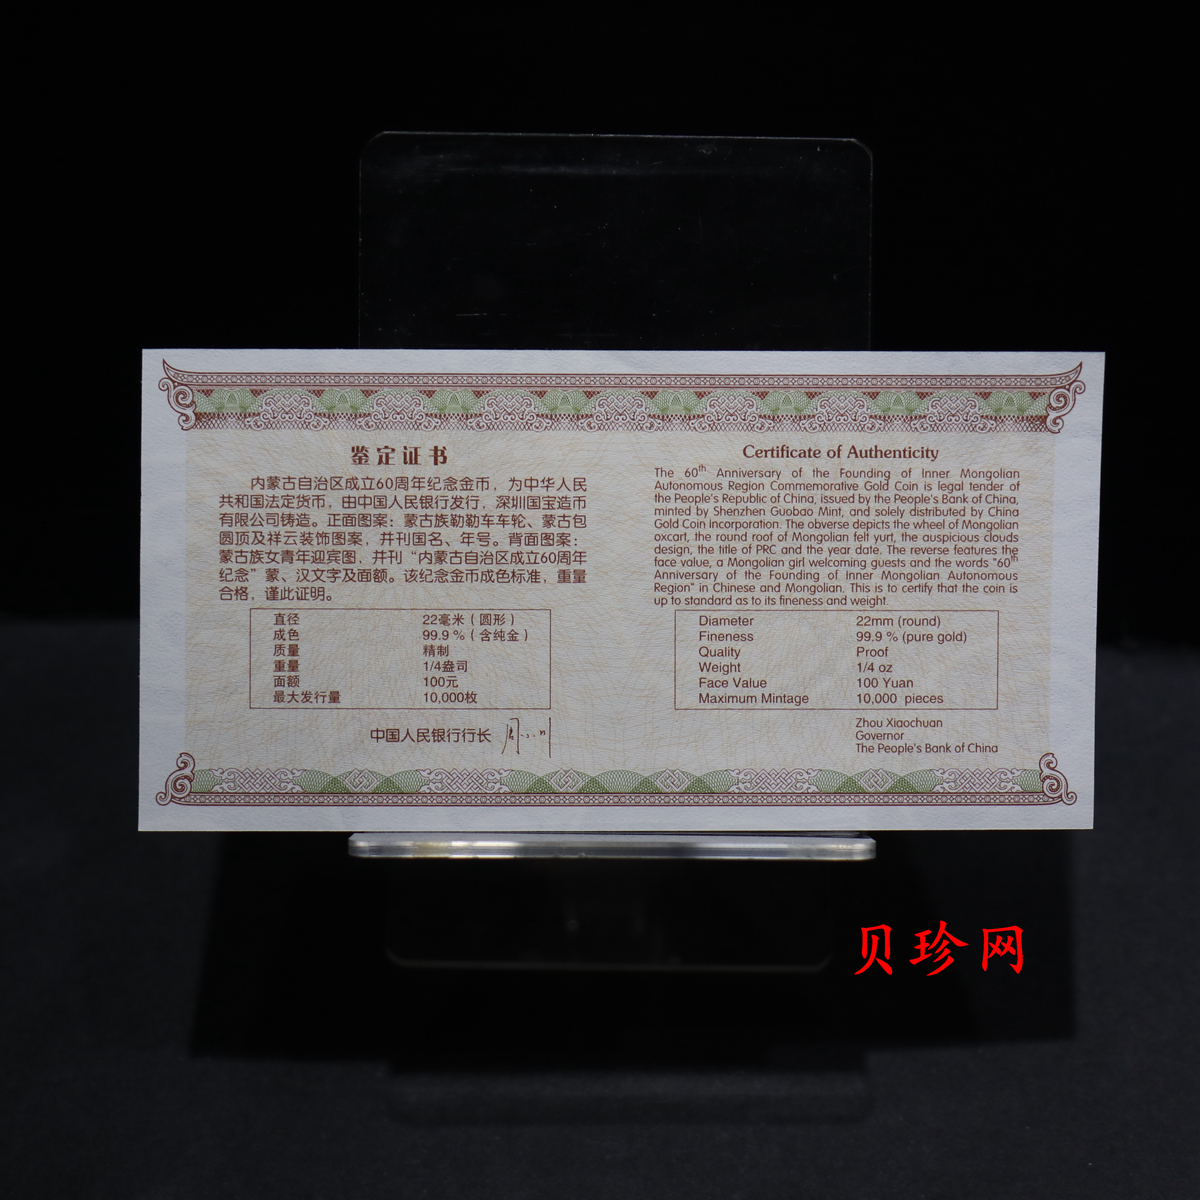 鉴定证书
内蒙古自治区成立60周年纪念金币，为中华人民
共和国法定货币，由中国人民银行发行，深圳国宝造币
有限公司铸造。正面图案：蒙古族勒勒车车轮、蒙古包
圆顶及祥云装饰图案，并刊国名、年号。背面图案：
蒙古族女青年迎宾图，并刊“内蒙古自治区成立60周年
纪念”蒙、汉文字及面额。该纪念金币成色标准，重量
合格，谨此证明。
直径 22毫米（圆形）
成色 99.9％（含纯金）
质量 精制
重量 1/4盎司
面额 100元
最大发行量 10,000枚
中国人民银行行长
Certificate of Authenticity
The 60th Anniversary of the Founding of Inner Mongolian
Autonomous Region Commemorative Gold Coin is legal tender of
the People's Republic of China, issued by the People's Bank of China,
minted by Shenzhen Guobao Mint, and solely distributed by China
Gold Coin Incorporation. The obverse depicts the wheel of Mongolian
oxcart, the round roof of Mongolian felt yurt, the auspicious clouds
design, the title of PRC and the year date. The reverse features the
face value, a Mongolian girl welcoming guests and the words "60th
Anniversary of the Founding of Inner Mongolian Autonomous
Region" in Chinese and Mongolian. This is to certify that the coin is
up to standard as to its fineness and weight.
Diameter 22mm (round)
Fineness 99.9 % (pure gold)
Quality Proof
Weight 1/4 oz
Face Value 100 Yuan
Maximum Mintage 10,000 pieces
Zhou Xiaochuan
Governor
The People's Bank of China
贝珍网